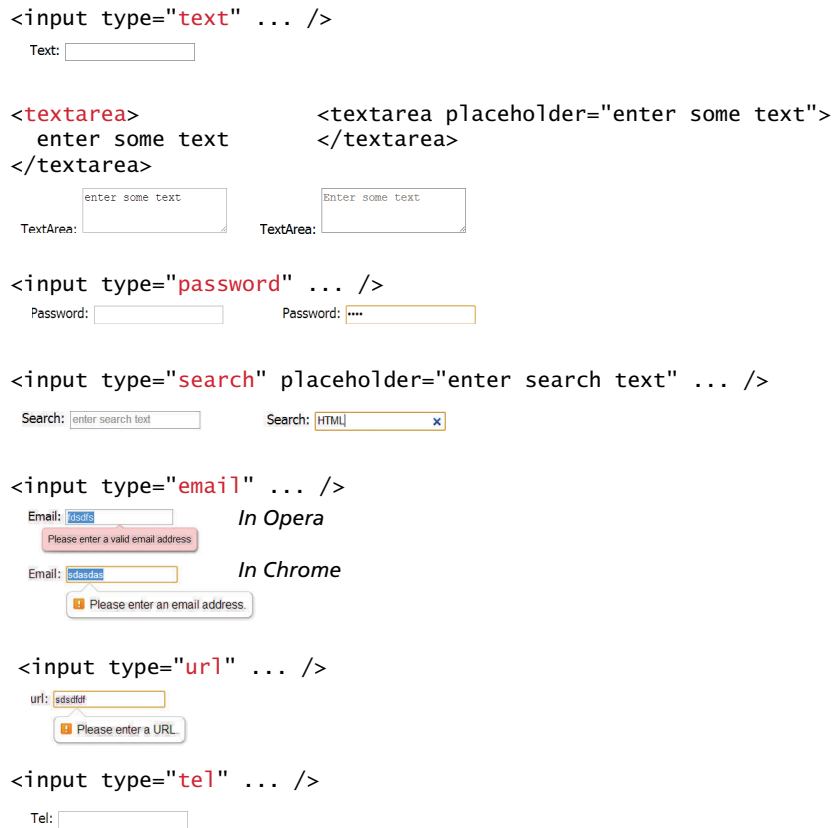 <input type="text" ... />
Text:
<textarea>
enter some text
</textarea>
<textarea placeholder="enter some text">
</textarea>
TextArea: enter some text
TextArea: Enter some text
<input type="password" ... />
Password: Password: ••••
<input type="search" placeholder="enter search text" ... />
Search: enter search text Search: HTML ×
<input type="email" ... />
Email: fdsdfs In Opera
Please enter a valid email address
Email: sdasdas In Chrome
! Please enter an email address.
<input type="url" ... />
url: sdsdfdf
! Please enter a URL.
<input type="tel" ... />
Tel: